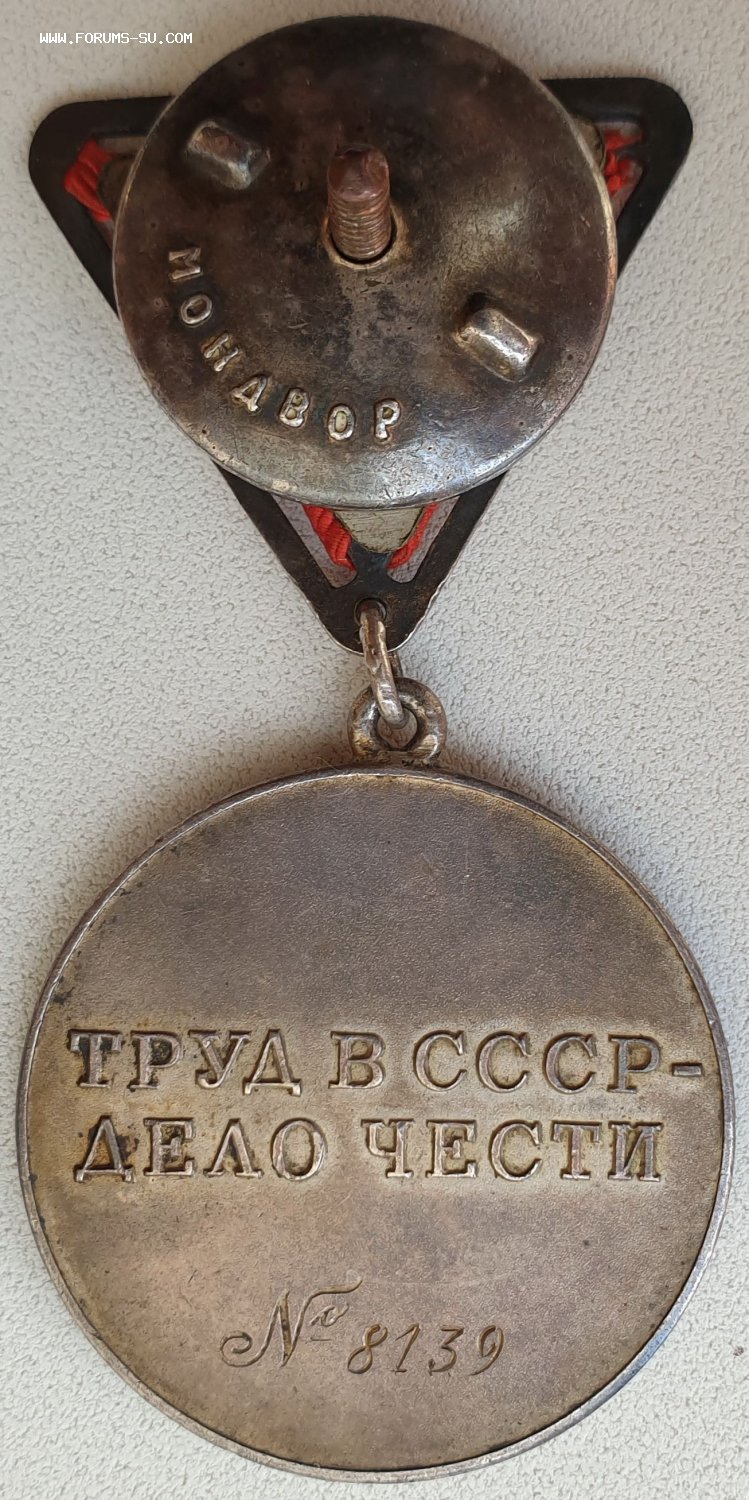 WWW.FORUMS-SU.COM
МОНДВОР
ТРУД В СССР-
ДЕЛО ЧЕСТИ
№ 8139